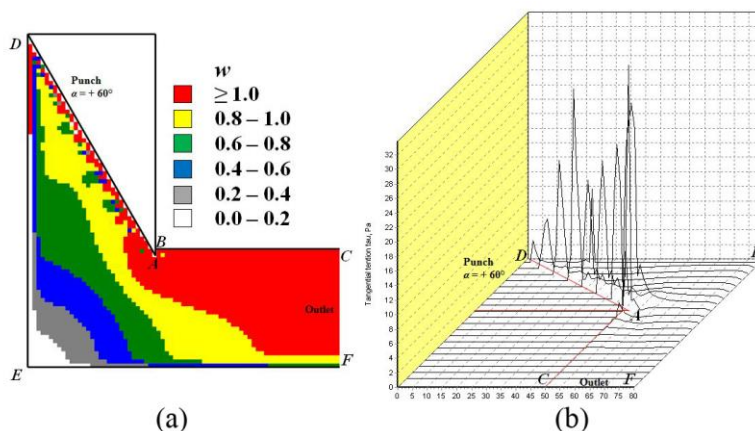 D
Punch
α = + 60°
w
≥ 1.0
0.8 – 1.0
0.6 – 0.8
0.4 – 0.6
0.2 – 0.4
0.0 – 0.2
B
A
C
Outlet
F
E
(a)
32
30
28
26
24
22
20
18
16
14
12
10
8
6
4
2
0
Tangential tention tau, Pa
D
Punch
α = + 60°
C
Outlet
F
0 5 10 15 20 25 30 35 40 45 50 55 60 65 70 75 80
(b)